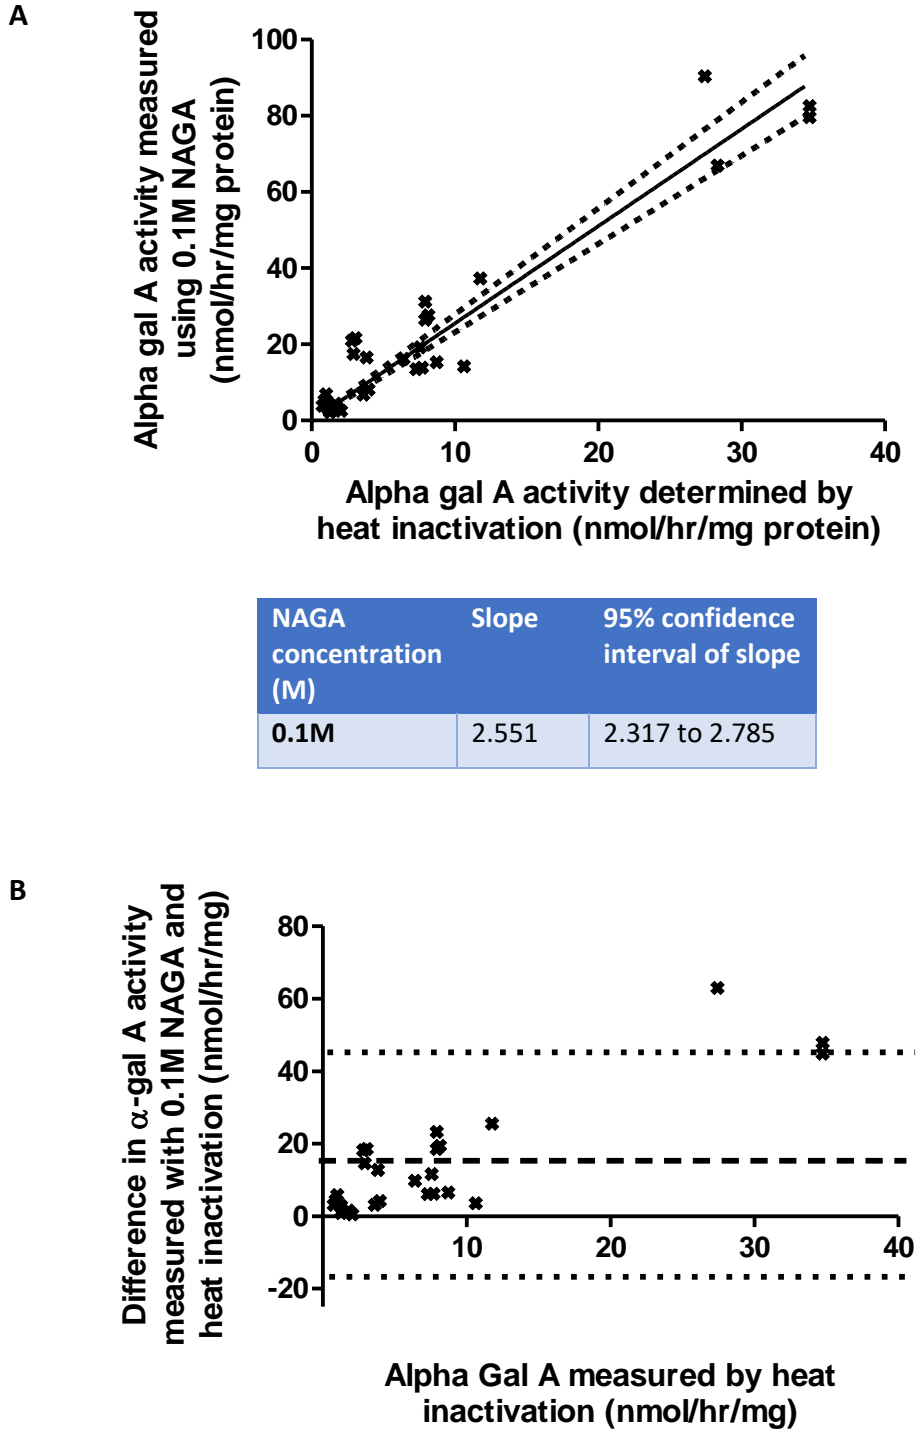 A
Alpha gal A activity measured
using 0.1M NAGA
(nmol/hr/mg protein)
100
80
60
40
20
0
0 10 20 30 40
Alpha gal A activity determined by
heat inactivation (nmol/hr/mg protein)
NAGA concentration (M) Slope 95% confidence interval of slope
0.1M 2.551 2.317 to 2.785
B
Difference in α-gal A activity
measured with 0.1M NAGA and
heat inactivation (nmol/hr/mg)
80
60
40
20
0
-20
10 20 30 40
Alpha Gal A measured by heat
inactivation (nmol/hr/mg)